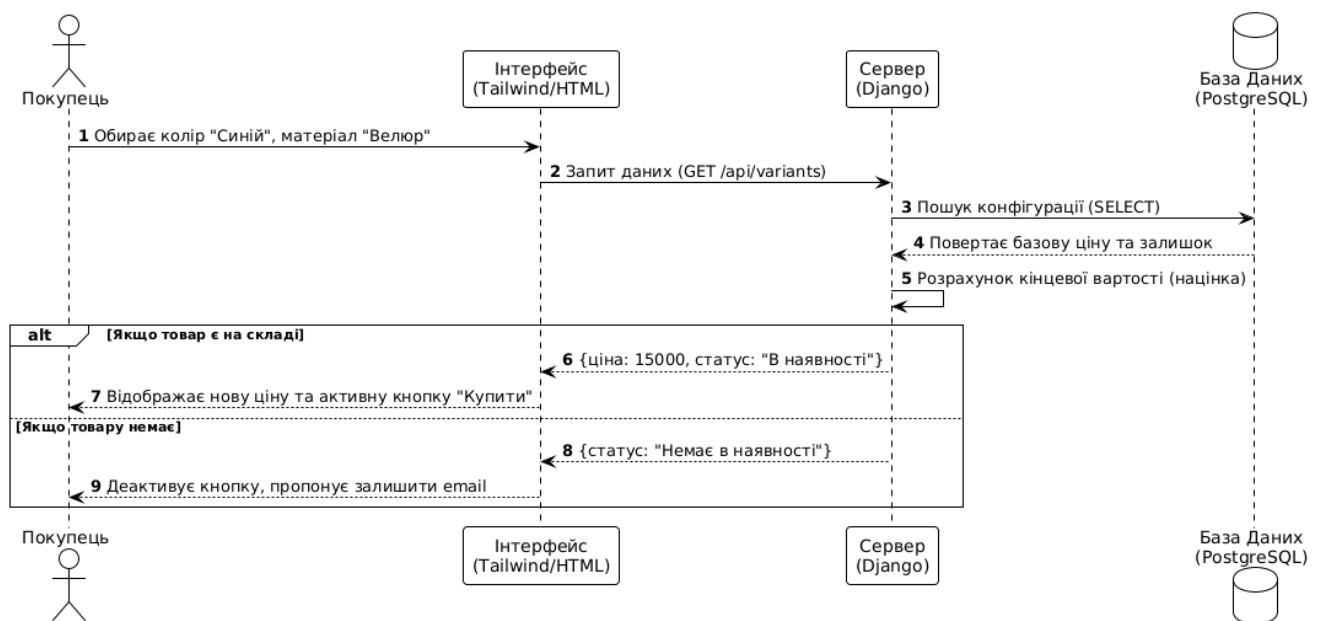 Покупець
Інтерфейс
(Tailwind/HTML)
Сервер
(Django)
База Даних
(PostgreSQL)
1 Обирає колір "Синій", матеріал "Велюр"
2 Запит даних (GET /api/variants)
3 Пошук конфігурації (SELECT)
4 Повертає базову ціну та залишок
5 Розрахунок кінцевої вартості (націнка)
alt [Якщо товар є на складі]
6 {ціна: 15000, статус: "В наявності"}
7 Відображає нову ціну та активну кнопку "Купити"
[Якщо товару немає]
8 {статус: "Немає в наявності"}
9 Деактивує кнопку, пропонує залишити email
Покупець
Інтерфейс
(Tailwind/HTML)
Сервер
(Django)
База Даних
(PostgreSQL)